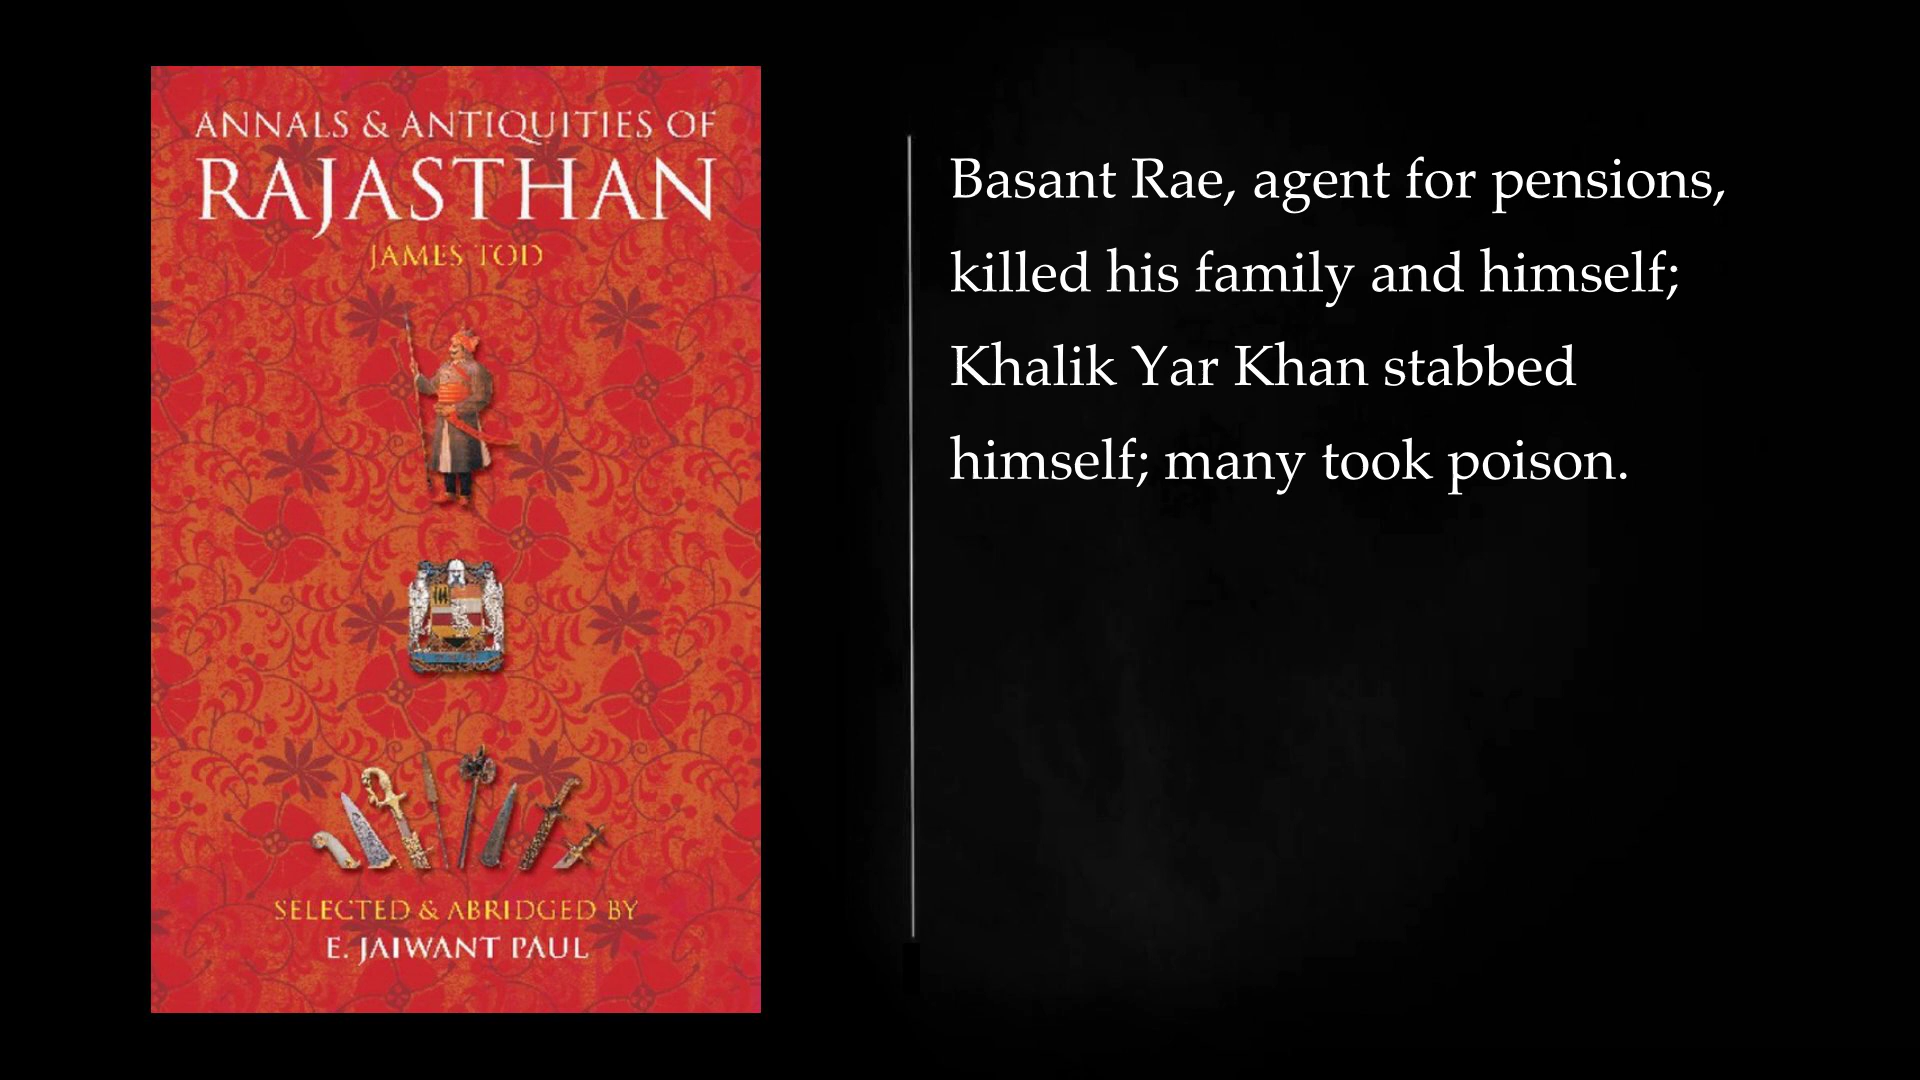 ANNALS & ANTIQUITIES OF
RAJASTHAN
JAMES TOD
SELECTED & ABRIDGED BY
E. JAIWANT PAUL
Basant Rae, agent for pensions,
killed his family and himself;
Khalik Yar Khan stabbed
himself; many took poison.